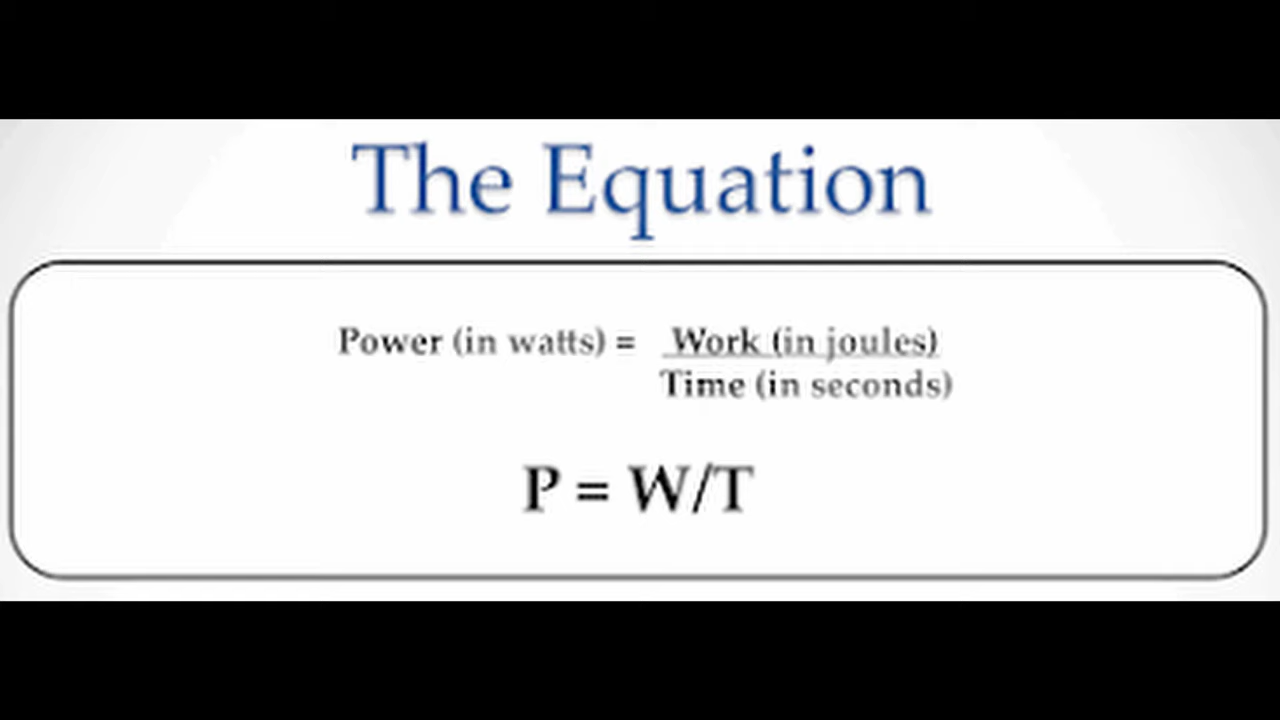 The Equation
Power (in watts) = Work (in joules)
Time (in seconds)
P = W/T